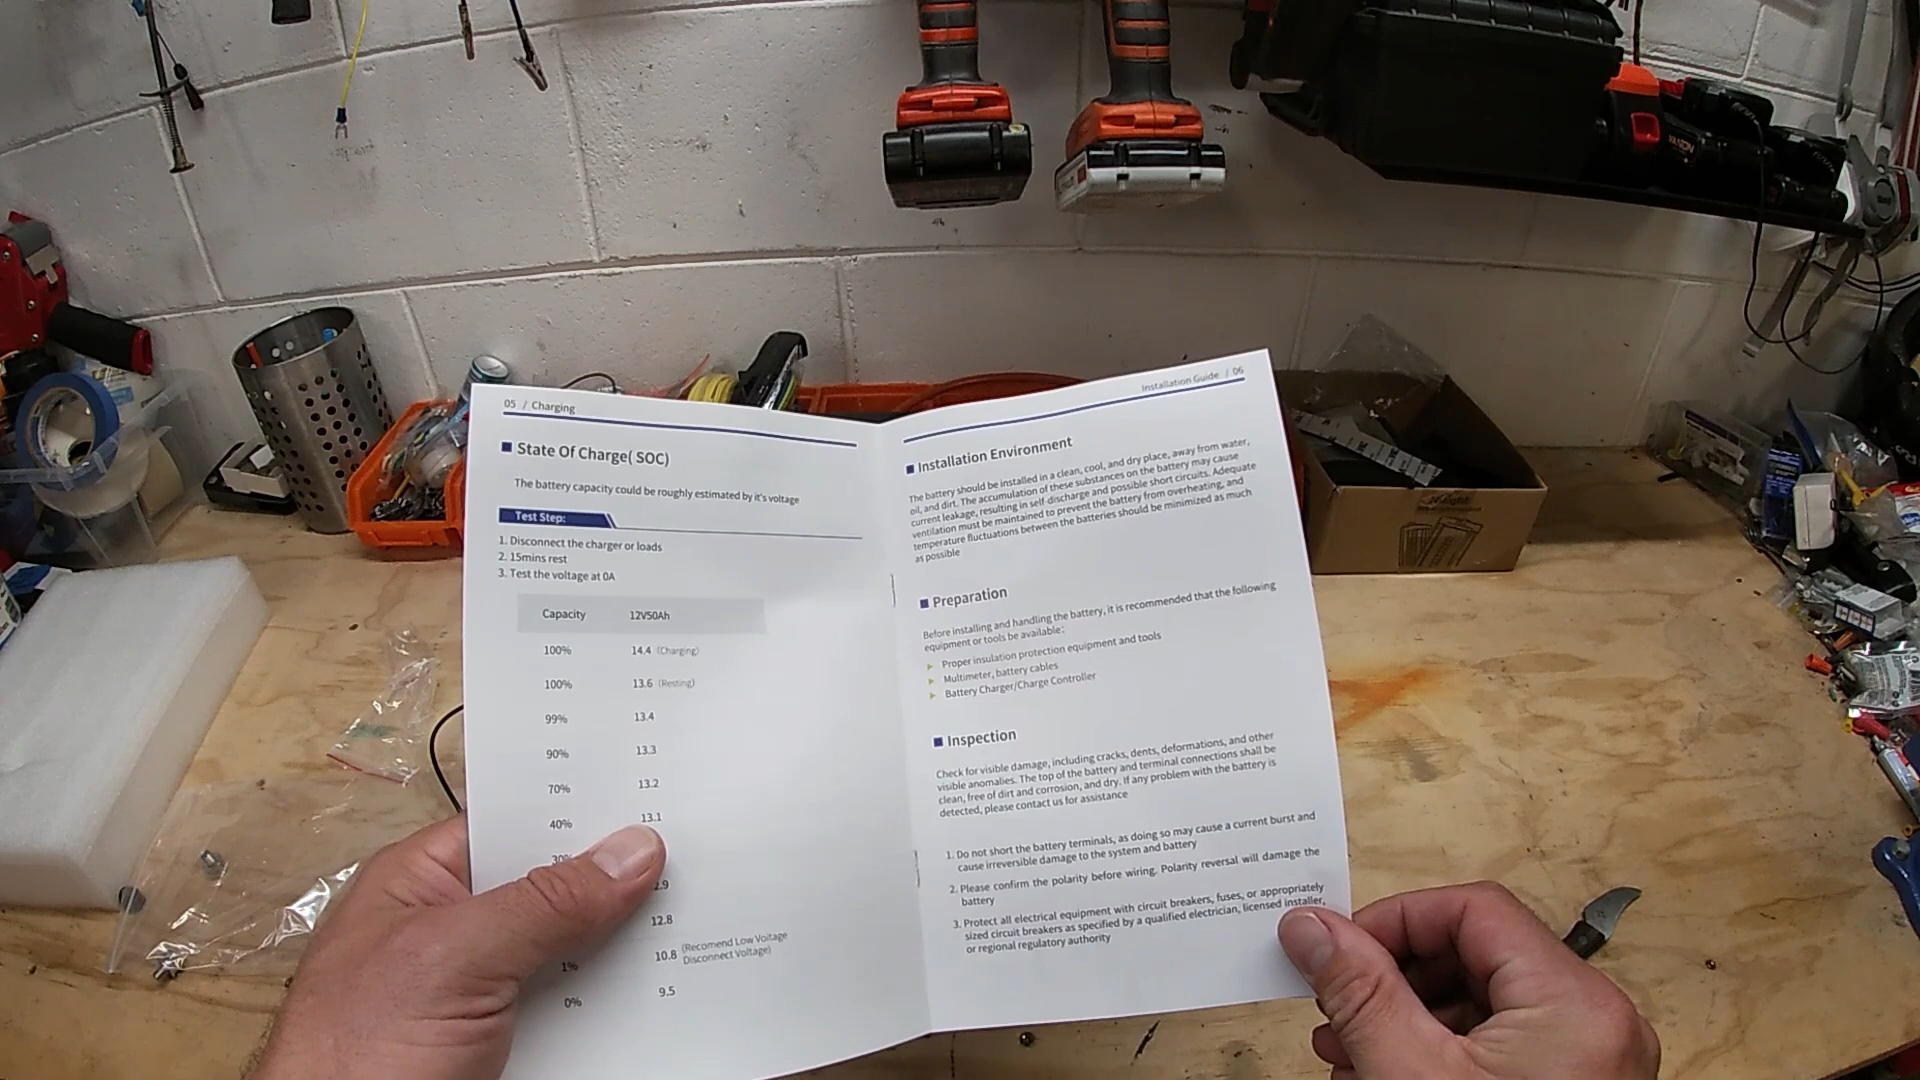 05 / Charging
State Of Charge( SOC)
The battery capacity could be roughly estimated by it's voltage
Test Step:
1. Disconnect the charger or loads
2. 15mins rest
3. Test the voltage at 0A
Capacity 12V50Ah
100% 14.4 (Charging)
100% 13.6 (Resting)
99% 13.4
90% 13.3
70% 13.2
40% 13.1
30%
2.9
12.8
1% 10.8 (Recomend Low Voltage
Disconnect Voltage)
0% 9.5
Installation Guide / 06
Installation Environment
The battery should be installed in a clean, cool, and dry place, away from water,
oil, and dirt. The accumulation of these substances on the battery may cause
current leakage, resulting in self-discharge and possible short circuits. Adequate
ventilation must be maintained to prevent the battery from overheating, and
temperature fluctuations between the batteries should be minimized as much
as possible
Preparation
Before installing and handling the battery, it is recommended that the following
equipment or tools be available:
Proper insulation protection equipment and tools
Multimeter, battery cables
Battery Charger/Charge Controller
Inspection
Check for visible damage, including cracks, dents, deformations, and other
visible anomalies. The top of the battery and terminal connections shall be
clean, free of dirt and corrosion, and dry. If any problem with the battery is
detected, please contact us for assistance
1. Do not short the battery terminals, as doing so may cause a current burst and
cause irreversible damage to the system and battery
2. Please confirm the polarity before wiring. Polarity reversal will damage the
battery
3. Protect all electrical equipment with circuit breakers, fuses, or appropriately
sized circuit breakers as specified by a qualified electrician, licensed installer,
or regional regulatory authority